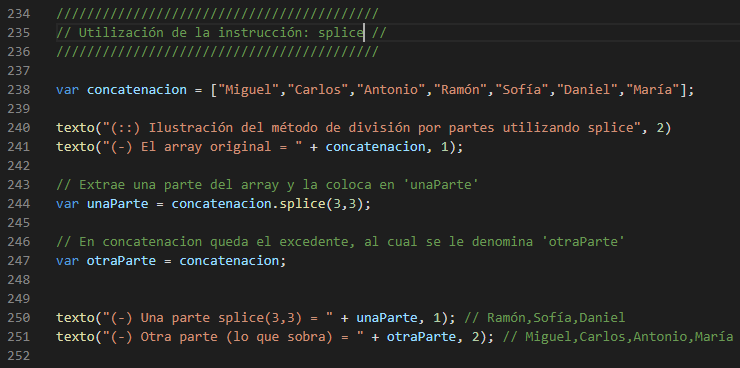 234 ////////////////////////////////////////////
235 // Utilización de la instrucción: splice //
236 ////////////////////////////////////////////
237
238 var concatenacion = ["Miguel","Carlos","Antonio","Ramón","Sofía","Daniel","María"];
239
240 texto("(::) Ilustración del método de división por partes utilizando splice", 2)
241 texto("(-) El array original = " + concatenacion, 1);
242
243 // Extrae una parte del array y la coloca en 'unaParte'
244 var unaParte = concatenacion.splice(3,3);
245
246 // En concatenacion queda el excedente, al cual se le denomina 'otraParte'
247 var otraParte = concatenacion;
248
249
250 texto("(-) Una parte splice(3,3) = " + unaParte, 1); // Ramón,Sofía,Daniel
251 texto("(-) Otra parte (lo que sobra) = " + otraParte, 2); // Miguel,Carlos,Antonio,María
252